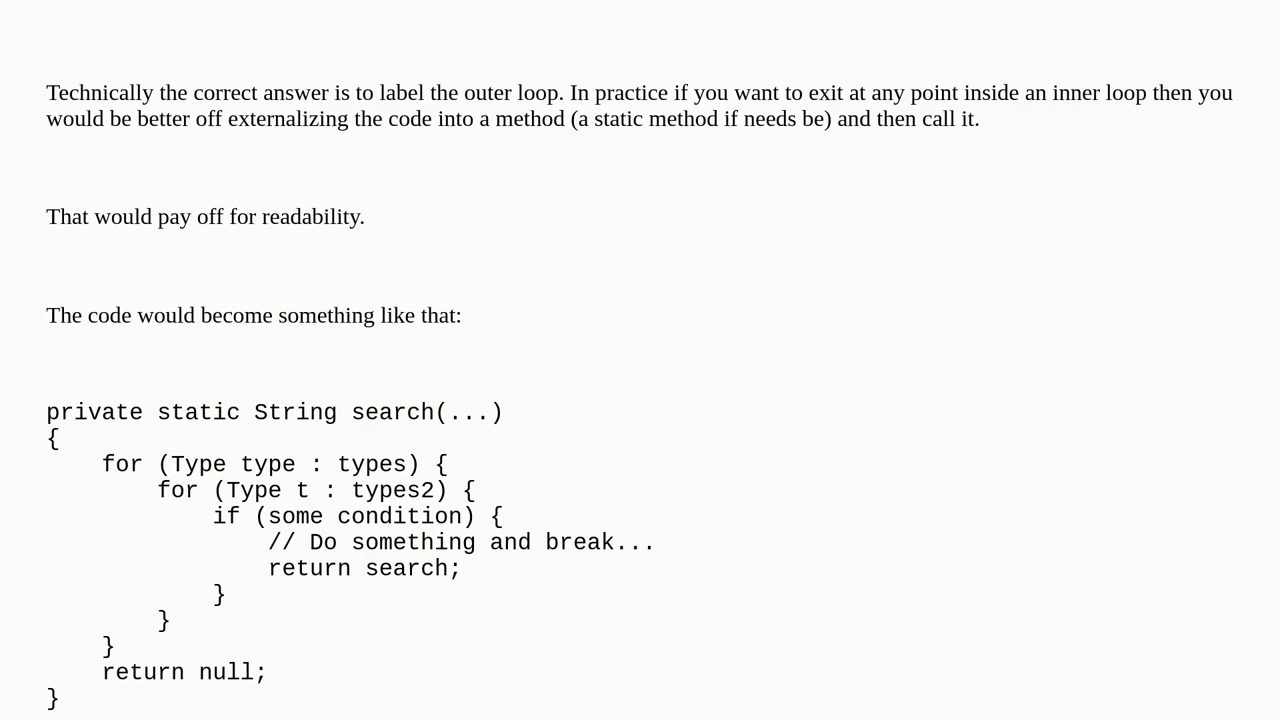 Technically the correct answer is to label the outer loop. In practice if you want to exit at any point inside an inner loop then you
would be better off externalizing the code into a method (a static method if needs be) and then call it.
That would pay off for readability.
The code would become something like that:
private static String search(...)
{
    for (Type type : types) {
        for (Type t : types2) {
            if (some condition) {
                // Do something and break...
                return search;
            }
        }
    }
    return null;
}